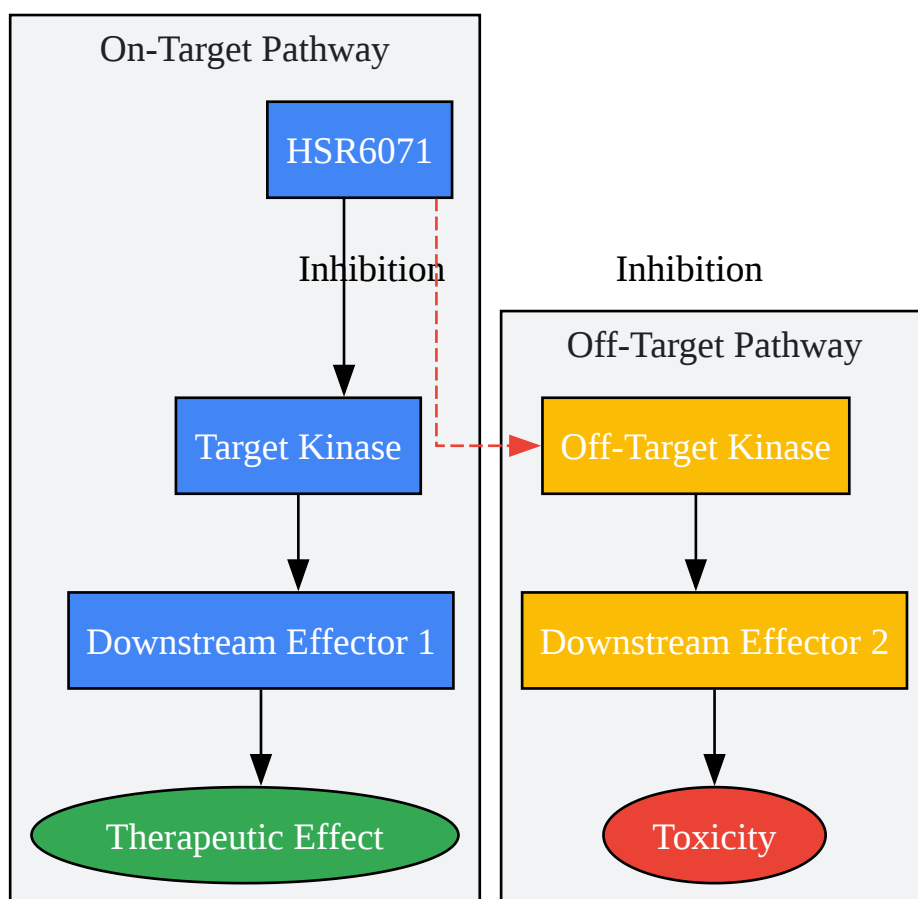 On-Target Pathway
HSR6071
Inhibition
Inhibition
Off-Target Pathway
Target Kinase
Off-Target Kinase
Downstream Effector 1
Downstream Effector 2
Therapeutic Effect
Toxicity